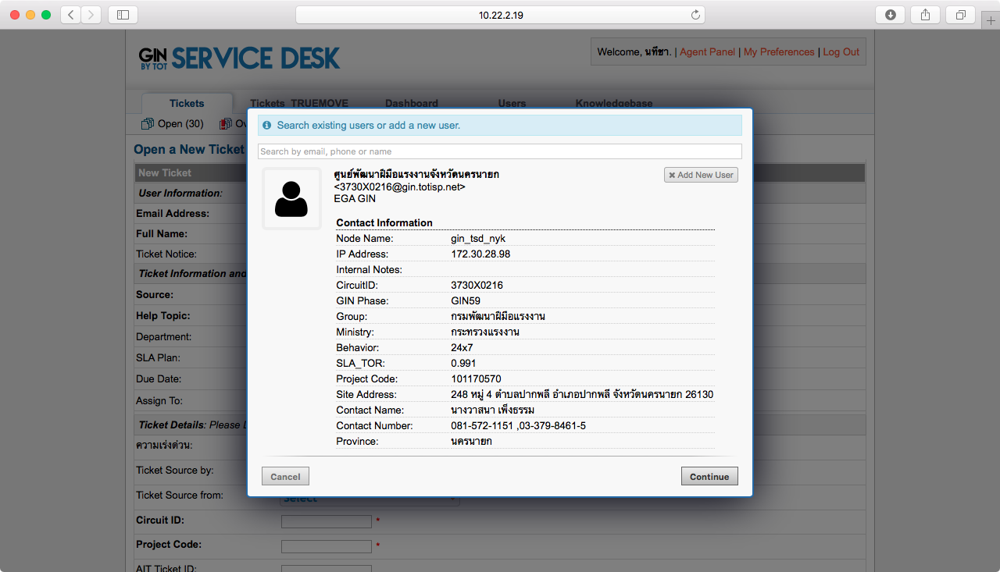 10.22.2.19
GIN BY TOT SERVICE DESK
Welcome, นทีชา. | Agent Panel | My Preferences | Log Out
Tickets Tickets_TRUEMOVE Dashboard Users Knowledgebase
Open (30) Ov
Search existing users or add a new user.
Open a New Ticket
Search by email, phone or name
New Ticket
ศูนย์พัฒนาฝีมือแรงงานจังหวัดนครนายก
Add New User
<3730X0216@gin.totisp.net>
EGA GIN
User Information:
Email Address:
Full Name:
Ticket Notice:
Ticket Information and
Source:
Help Topic:
Department:
SLA Plan:
Due Date:
Assign To:
Ticket Details: Please
ความเร่งด่วน:
Ticket Source by:
Ticket Source from:
Select
Circuit ID: *
Project Code: *
AIT Ticket ID:
Contact Information
Node Name: gin_tsd_nyk
IP Address: 172.30.28.98
Internal Notes:
CircuitID: 3730X0216
GIN Phase: GIN59
Group: กรมพัฒนาฝีมือแรงงาน
Ministry: กระทรวงแรงงาน
Behavior: 24x7
SLA_TOR: 0.991
Project Code: 101170570
Site Address: 248 หมู่ 4 ตำบลปากพลี อำเภอปากพลี จังหวัดนครนายก 26130
Contact Name: นางวาสนา เพ็งธรรม
Contact Number: 081-572-1151 ,03-379-8461-5
Province: นครนายก
Cancel
Continue